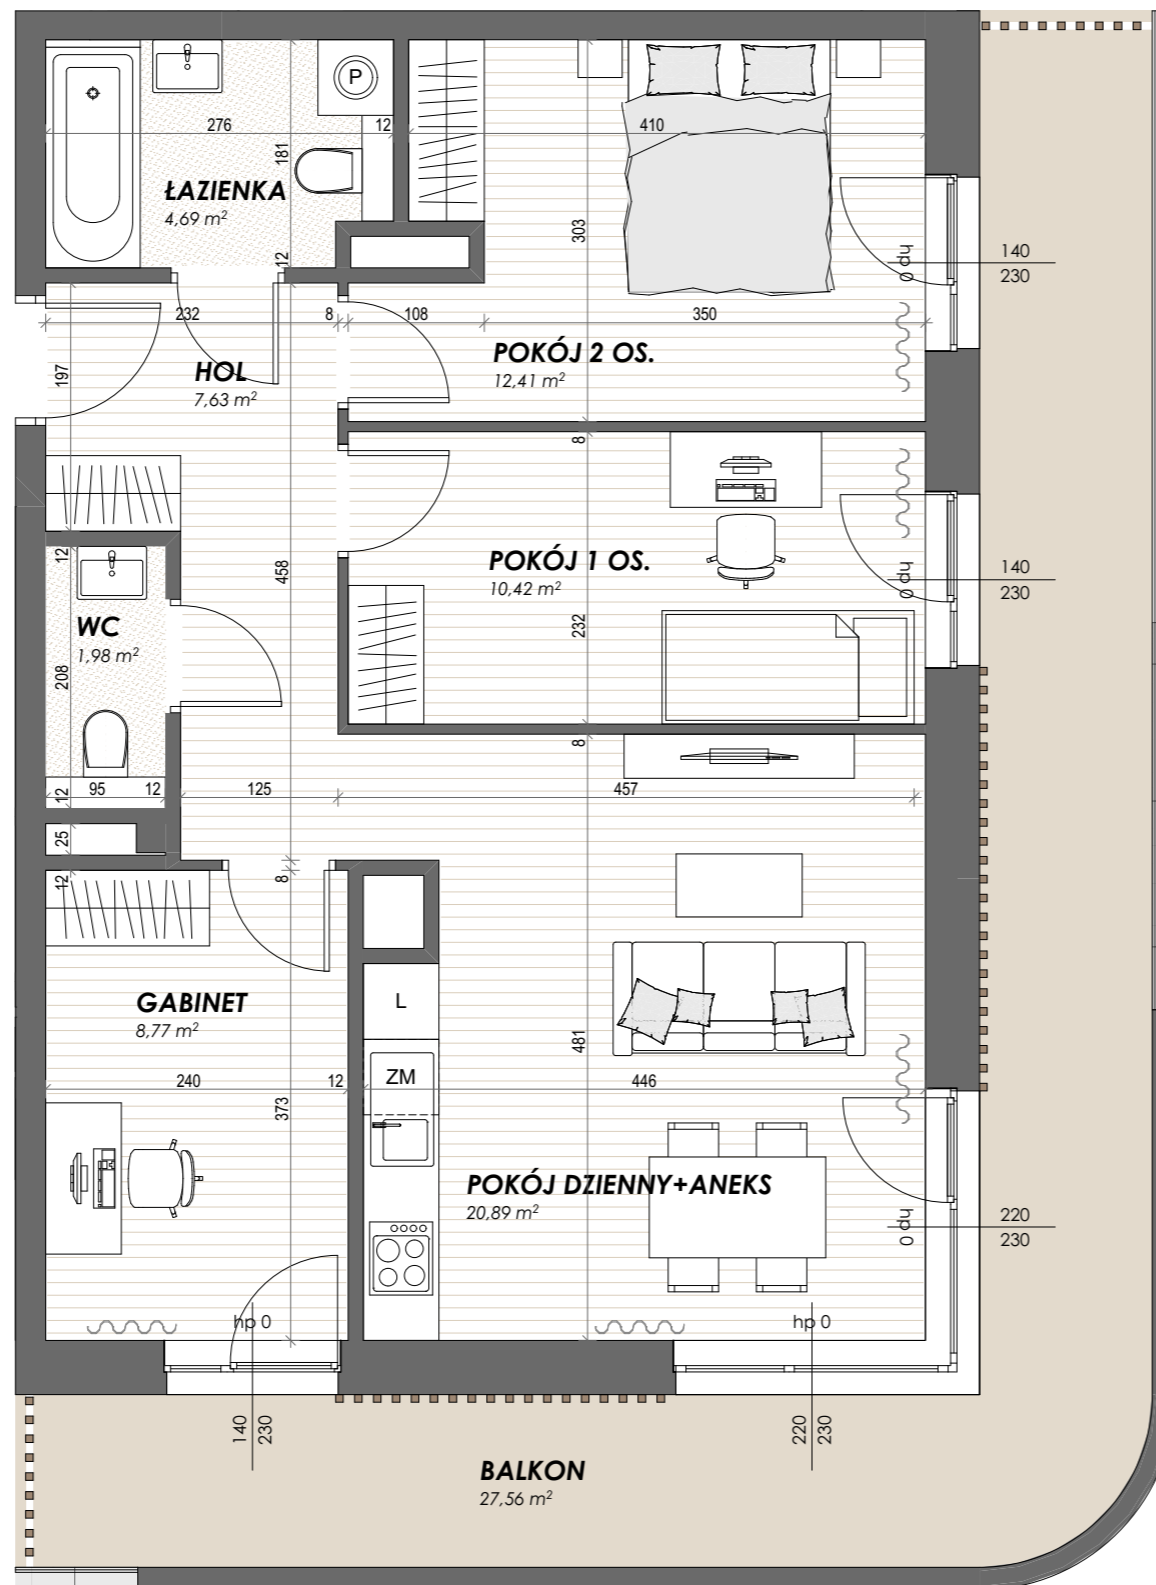 P
276
12
410
181
ŁAZIENKA
4,69 m²
303
12
hp 0
140
230
232
8
108
350
197
HOL
7,63 m²
POKÓJ 2 OS.
12,41 m²
8
458
POKÓJ 1 OS.
10,42 m²
hp 0
140
230
12
WC
1,98 m²
208
232
8
12
95
12
125
457
25
12
8
GABINET
8,77 m²
L
481
ZM
240
12
446
373
POKÓJ DZIENNY+ANEKS
20,89 m²
hp 0
220
230
hp 0
hp 0
140
230
220
230
BALKON
27,56 m²